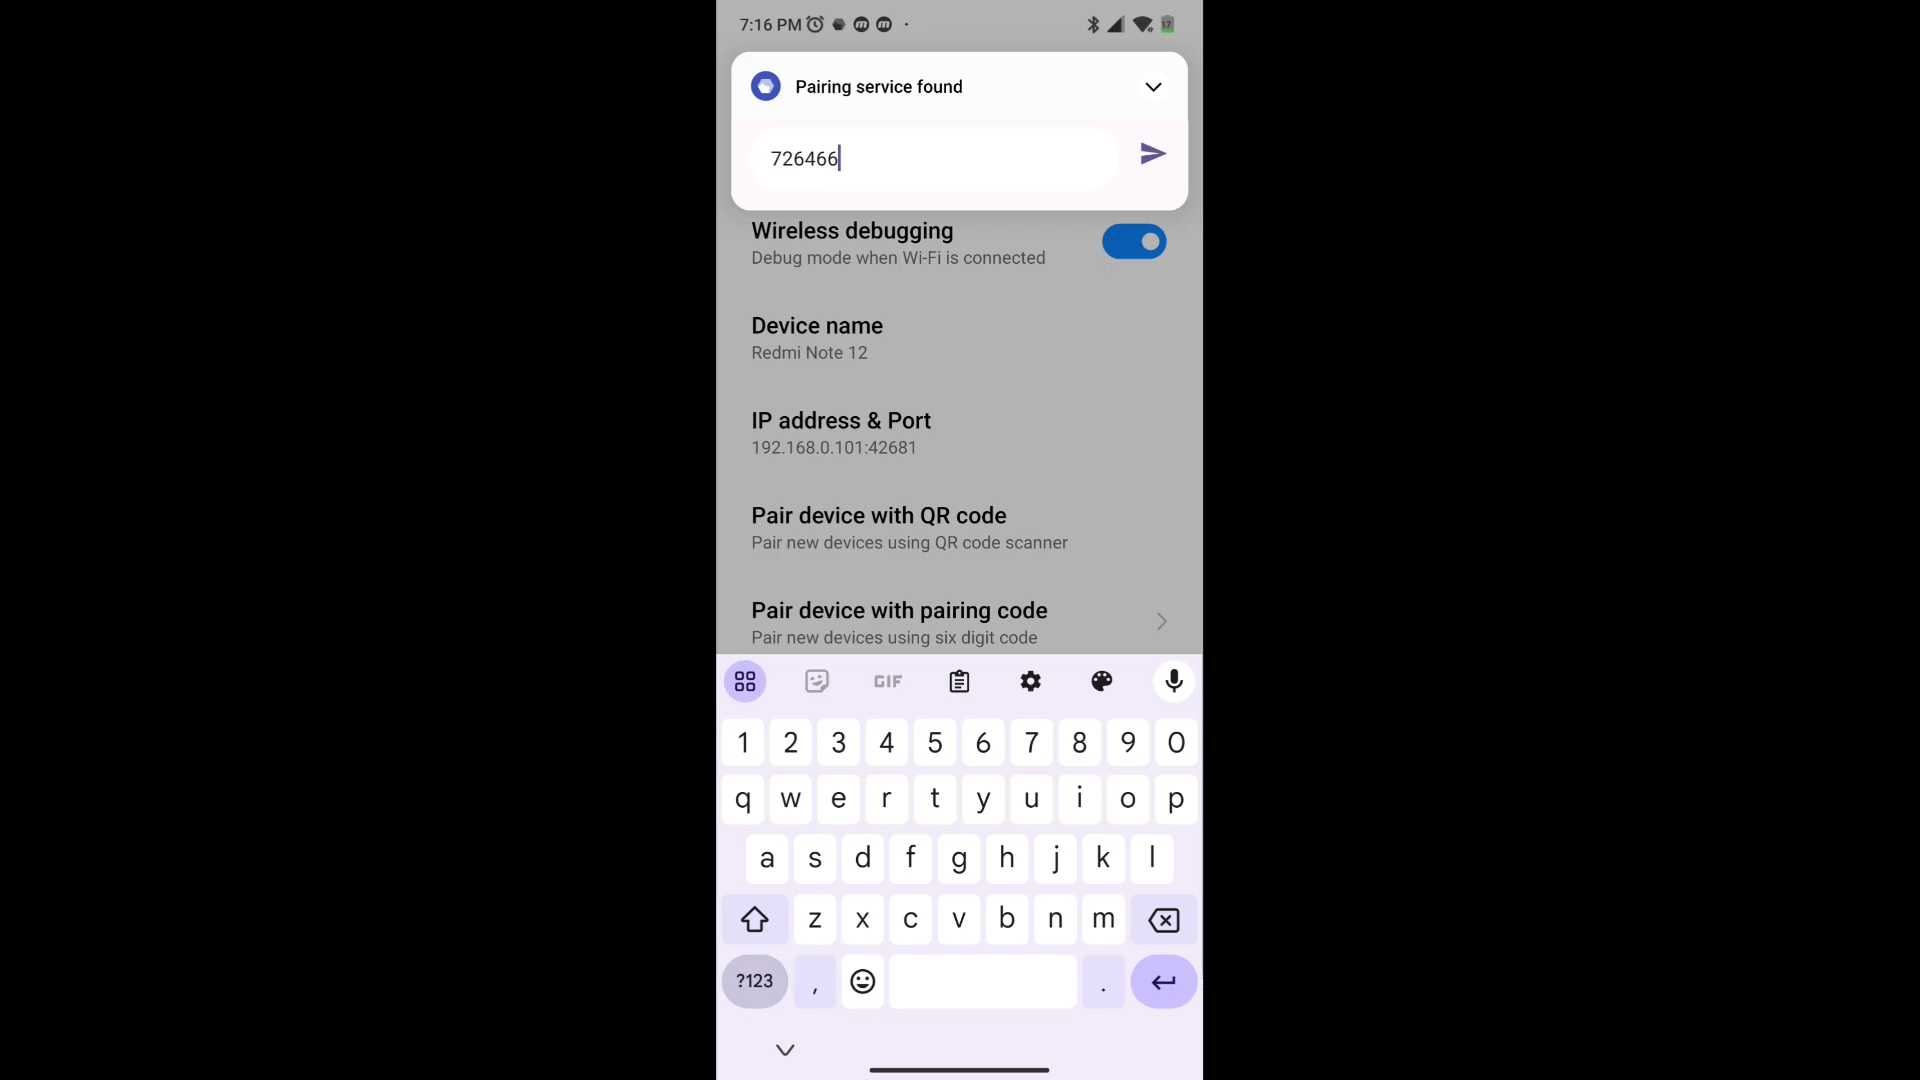 7:16 PM
17
Pairing service found
726466
Wireless debugging
Debug mode when Wi-Fi is connected
Device name
Redmi Note 12
IP address & Port
192.168.0.101:42681
Pair device with QR code
Pair new devices using QR code scanner
Pair device with pairing code
Pair new devices using six digit code
GIF
1 2 3 4 5 6 7 8 9 0
q w e r t y u i o p
a s d f g h j k l
z x c v b n m
?123 , .